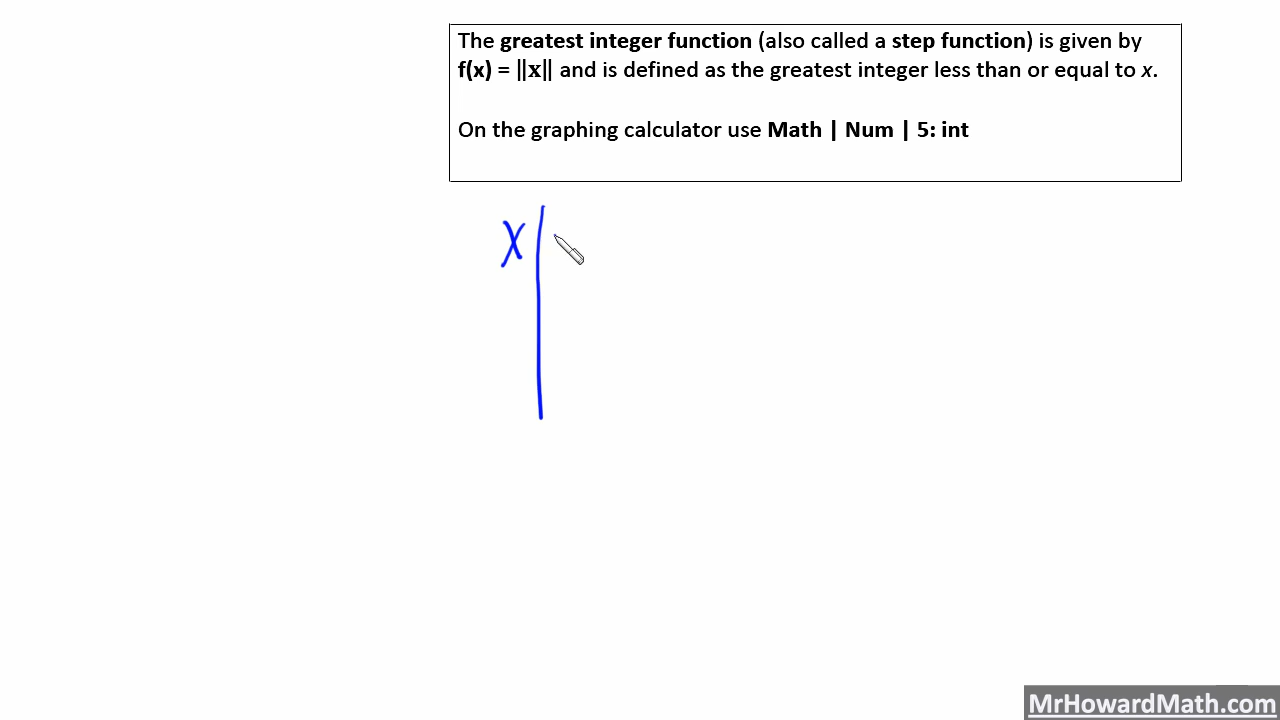 The greatest integer function (also called a step function) is given by
f(x) = ||x|| and is defined as the greatest integer less than or equal to x.
On the graphing calculator use Math | Num | 5: int
X
MrHowardMath.com